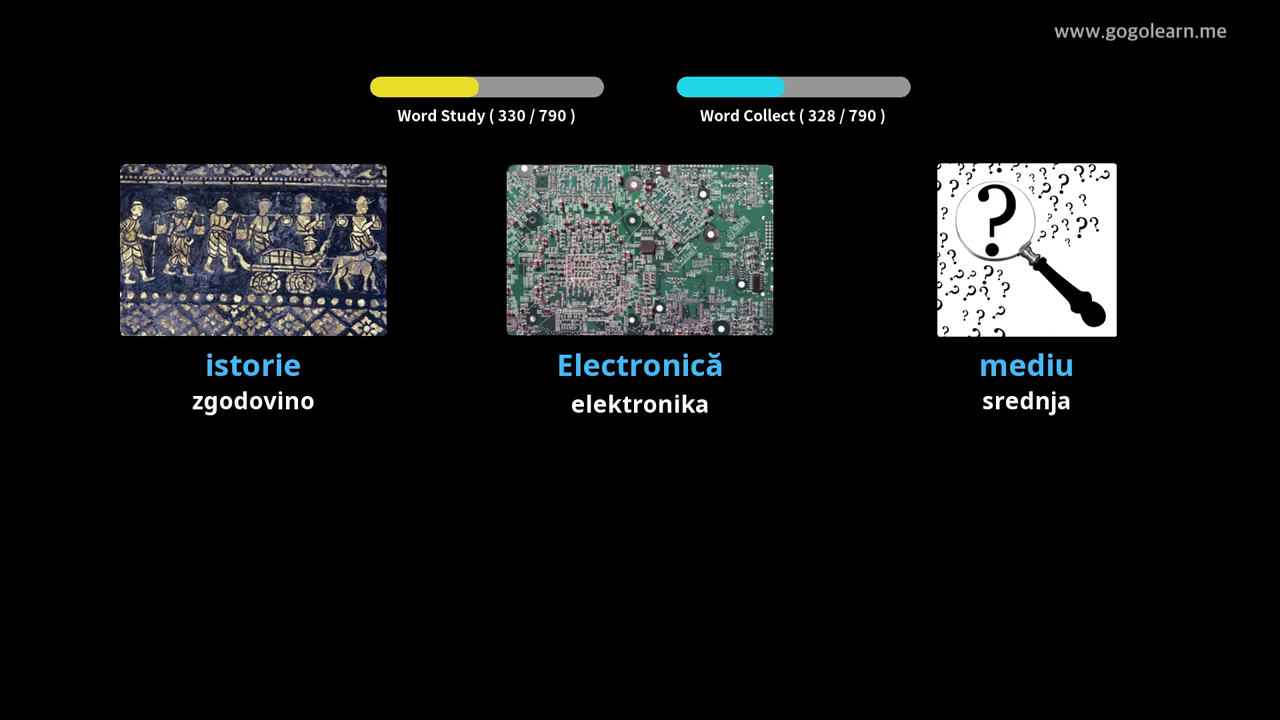 www.gogolearn.me
Word Study ( 330 / 790 )
Word Collect ( 328 / 790 )
istorie
zgodovino
Electronică
elektronika
mediu
srednja